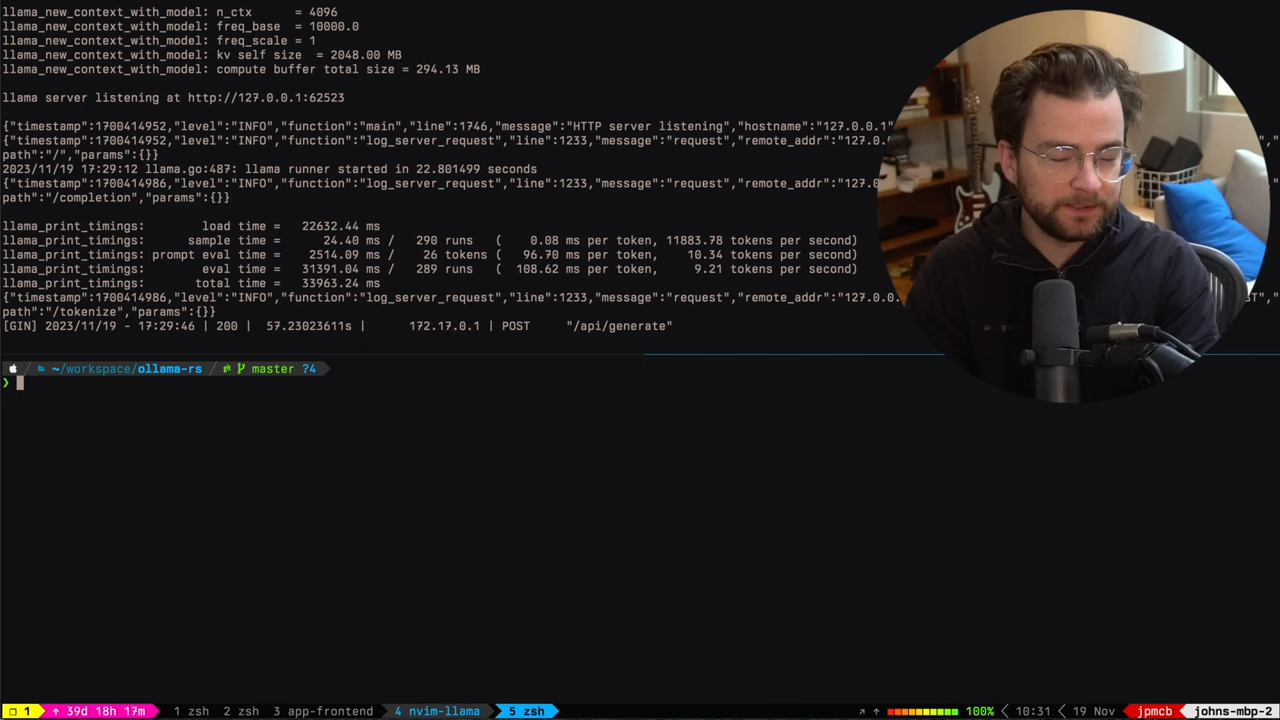 llama_new_context_with_model: n_ctx      = 4096
llama_new_context_with_model: freq_base  = 10000.0
llama_new_context_with_model: freq_scale = 1
llama_new_context_with_model: kv self size  = 2048.00 MB
llama_new_context_with_model: compute buffer total size = 294.13 MB
llama server listening at http://127.0.0.1:62523
{"timestamp":1700414952,"level":"INFO","function":"main","line":1746,"message":"HTTP server listening","hostname":"127.0.0.1"
{"timestamp":1700414952,"level":"INFO","function":"log_server_request","line":1233,"message":"request","remote_addr":"127.0.
path":"/","params":{}}
2023/11/19 17:29:12 llama.go:487: llama runner started in 22.801499 seconds
{"timestamp":1700414986,"level":"INFO","function":"log_server_request","line":1233,"message":"request","remote_addr":"127.0
path":"/completion","params":{}}
llama_print_timings:        load time =   22632.44 ms
llama_print_timings:      sample time =      24.40 ms /   290 runs   (    0.08 ms per token, 11883.78 tokens per second)
llama_print_timings: prompt eval time =    2514.09 ms /    26 tokens (   96.70 ms per token,    10.34 tokens per second)
llama_print_timings:        eval time =   31391.04 ms /   289 runs   (  108.62 ms per token,     9.21 tokens per second)
llama_print_timings:       total time =   33963.24 ms
{"timestamp":1700414986,"level":"INFO","function":"log_server_request","line":1233,"message":"request","remote_addr":"127.0.0.
path":"/tokenize","params":{}}
[GIN] 2023/11/19 - 17:29:46 | 200 |  57.23023611s |      172.17.0.1 | POST     "/api/generate"
~/workspace/ollama-rs master ?4
❯
1 ↑ 39d 18h 17m 1 zsh 2 zsh 3 app-frontend 4 nvim-llama 5 zsh ↗ ↑ 100% 10:31 19 Nov jpmcb johns-mbp-2